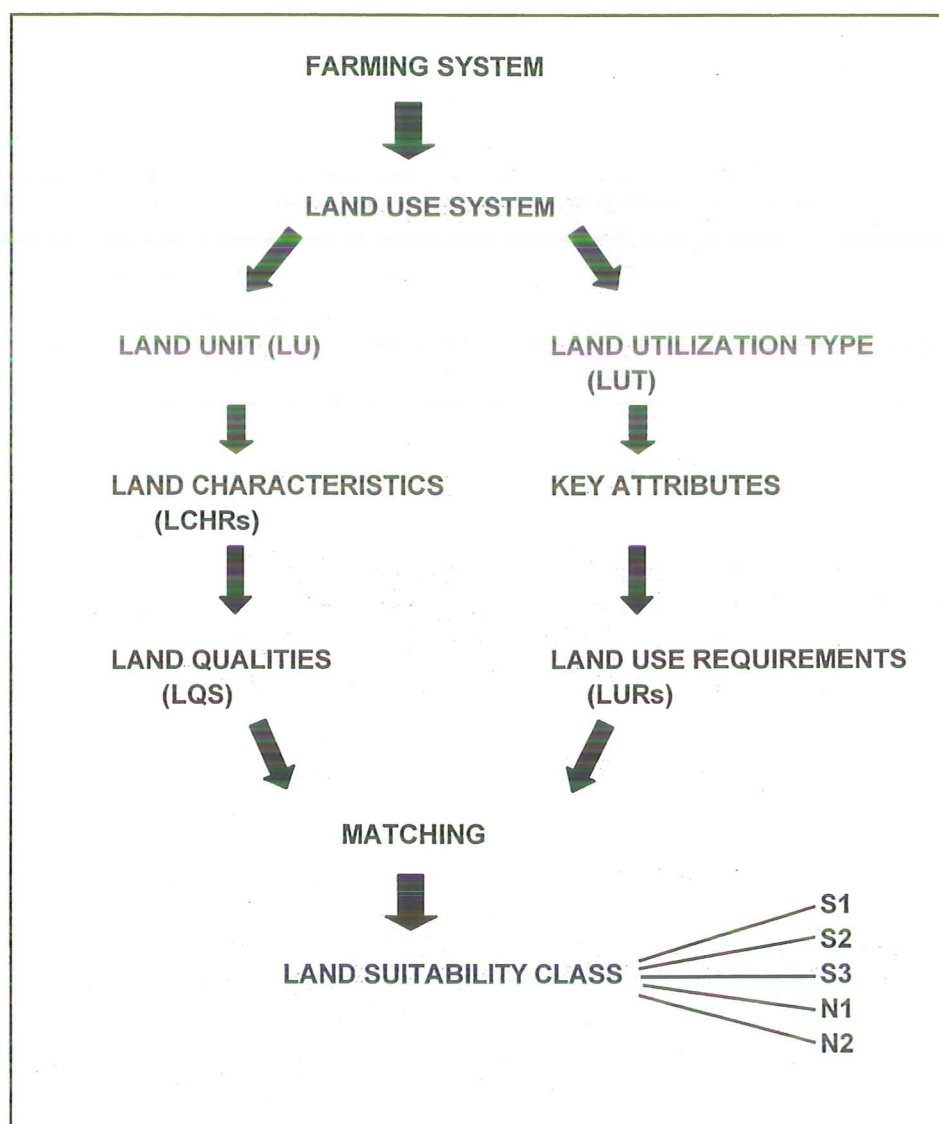 FARMING SYSTEM
LAND USE SYSTEM
LAND UNIT (LU)
LAND UTILIZATION TYPE
(LUT)
LAND CHARACTERISTICS
(LCHRs)
KEY ATTRIBUTES
LAND QUALITIES
(LQS)
LAND USE REQUIREMENTS
(LURs)
MATCHING
LAND SUITABILITY CLASS
S1
S2
S3
N1
N2